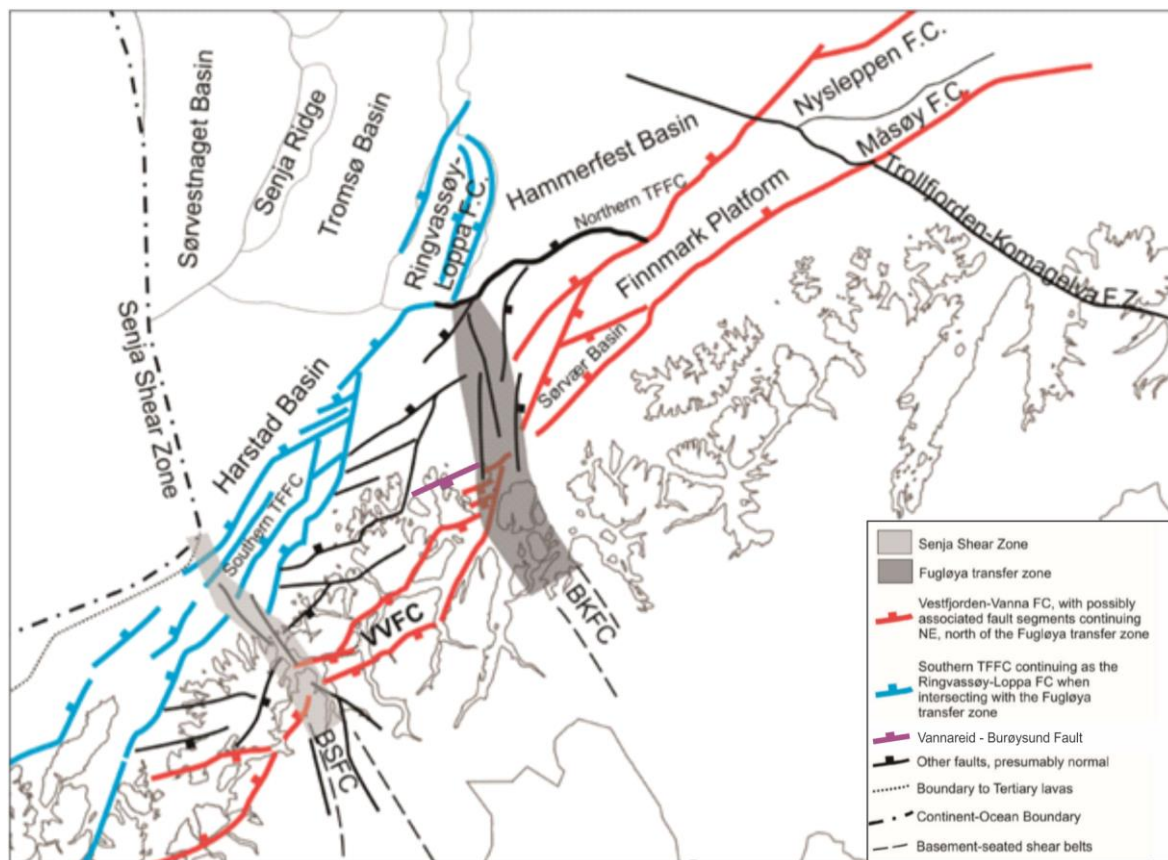 Sørvestnaget Basin
Senja Ridge
Tromsø Basin
Ringvassøy-
Loppa F.C.
Hammerfest Basin
Northern TFFC
Nysleppen F.C.
Måsøy F.C.
Trollfjorden-Komagelva F.Z.
Finnmark Platform
Sørvær Basin
Senja Shear Zone
Harstad Basin
Southern TFFC
VVFC
BKFC
BSFC
Senja Shear Zone
Fugløya transfer zone
Vestfjorden-Vanna FC, with possibly
associated fault segments continuing
NE, north of the Fugløya transfer zone
Southern TFFC continuing as the
Ringvassøy-Loppa FC when
intersecting with the Fugløya
transfer zone
Vannareid - Burøysund Fault
Other faults, presumably normal
Boundary to Tertiary lavas
Continent-Ocean Boundary
Basement-seated shear belts